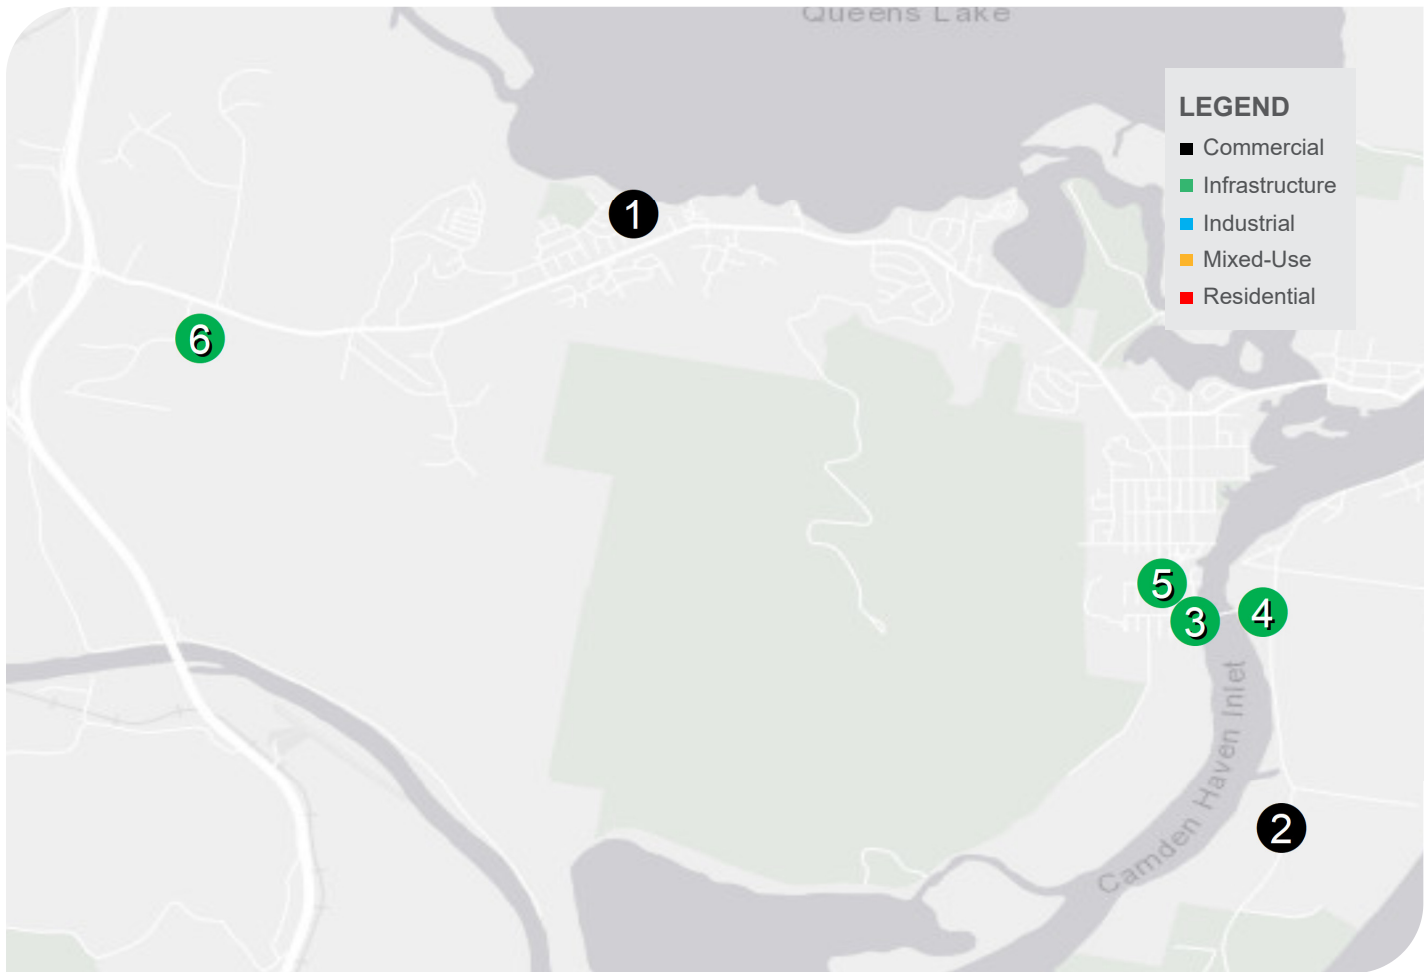 Queens Lake
LEGEND
Commercial
Infrastructure
Industrial
Mixed-Use
Residential
1
6
5
3
4
Camden Haven Inlet
2